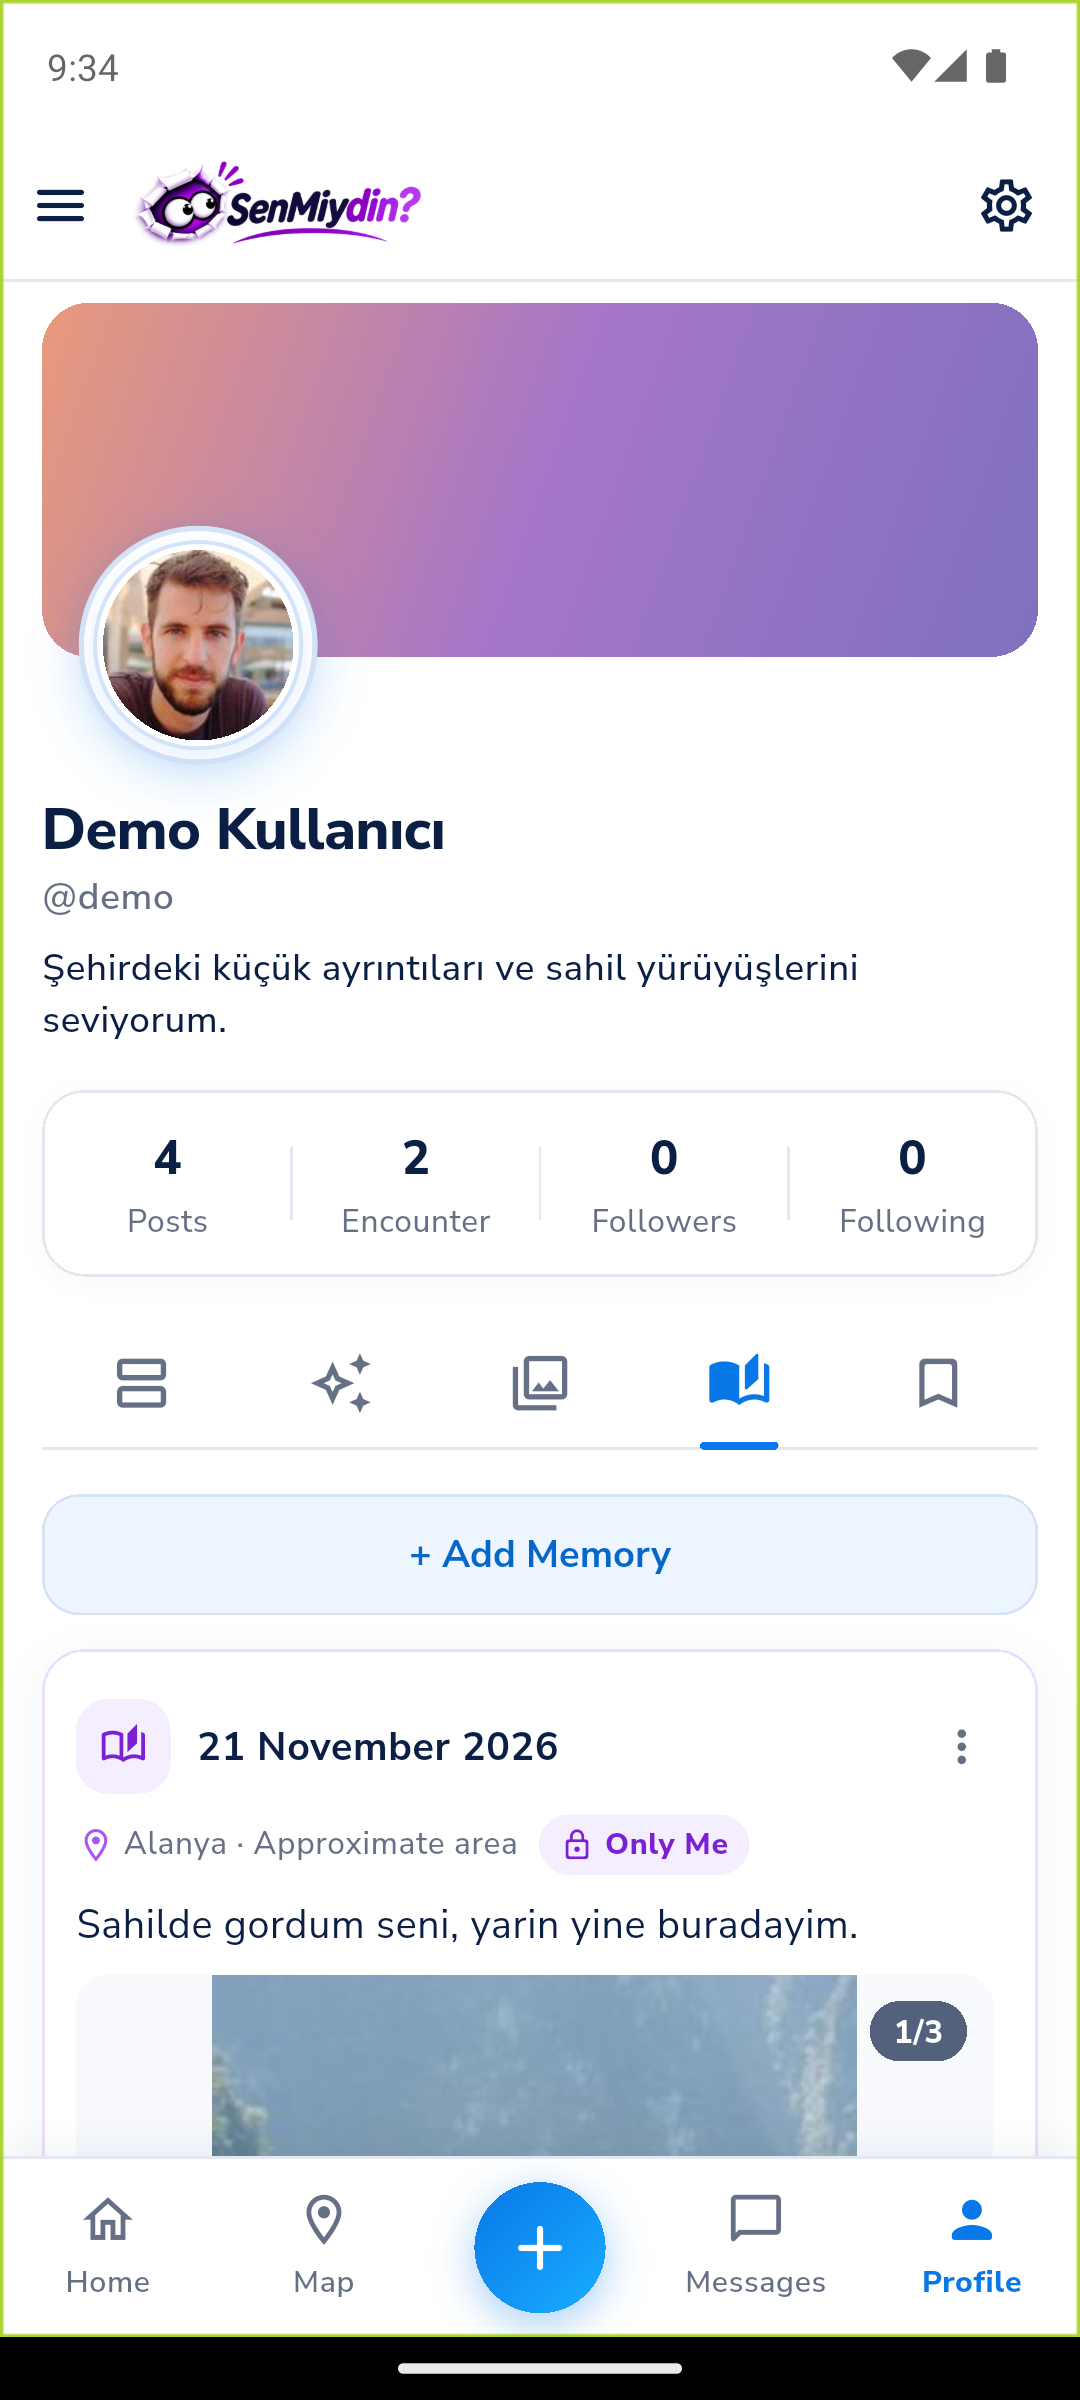 9:34
SenMiydin?
Demo Kullanıcı
@demo
Şehirdeki küçük ayrıntıları ve sahil yürüyüşlerini
seviyorum.
4 2 0 0
Posts Encounter Followers Following
+ Add Memory
21 November 2026
Alanya · Approximate area Only Me
Sahilde gordum seni, yarin yine buradayim.
1/3
Home Map Messages Profile